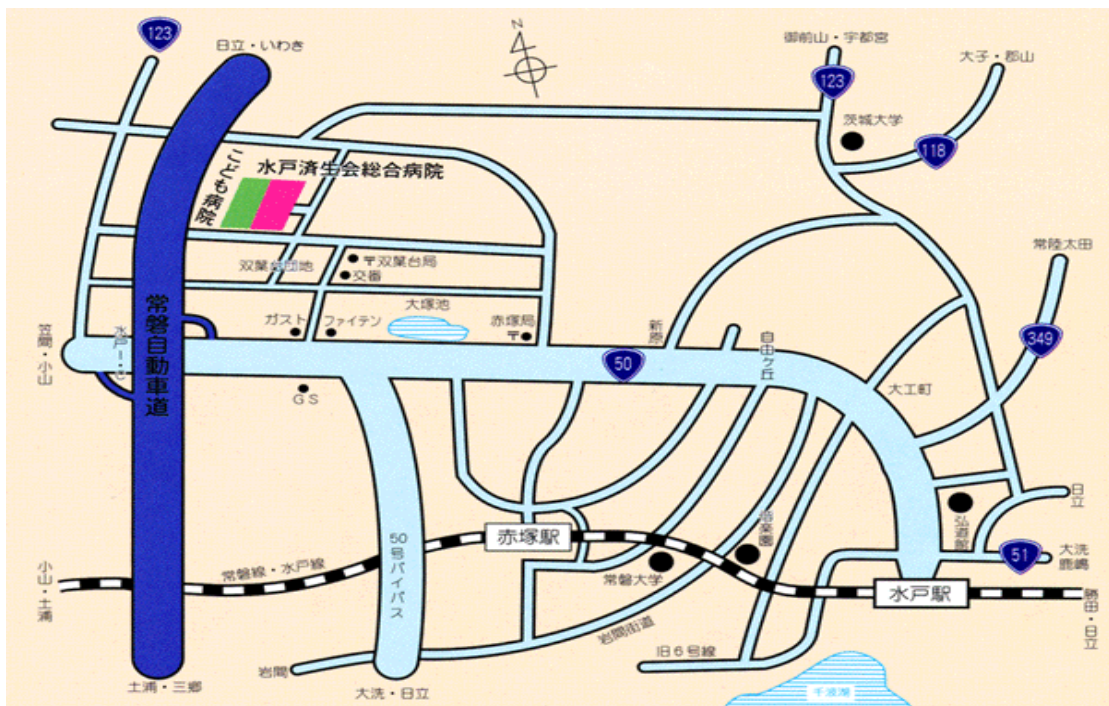 123
日立・いわき
N
御前山・宇都宮
大子・郡山
123
茨城大学
118
水戸済生会総合病院
こども病院
常陸太田
双葉台団地
〒双葉台局
交番
大塚池
ガスト
ファイテン
赤塚局
〒
新原
自由ケ丘
349
笠間・小山
水戸I・C
常磐自動車道
50
大工町
GS
日立
偕楽園
弘道館
赤塚駅
50号バイパス
常磐線・水戸線
常磐大学
51
大洗
鹿嶋
小山・土浦
水戸駅
勝田・日立
岩間街道
旧6号線
岩間
土浦・三郷
大洗・日立
千波湖